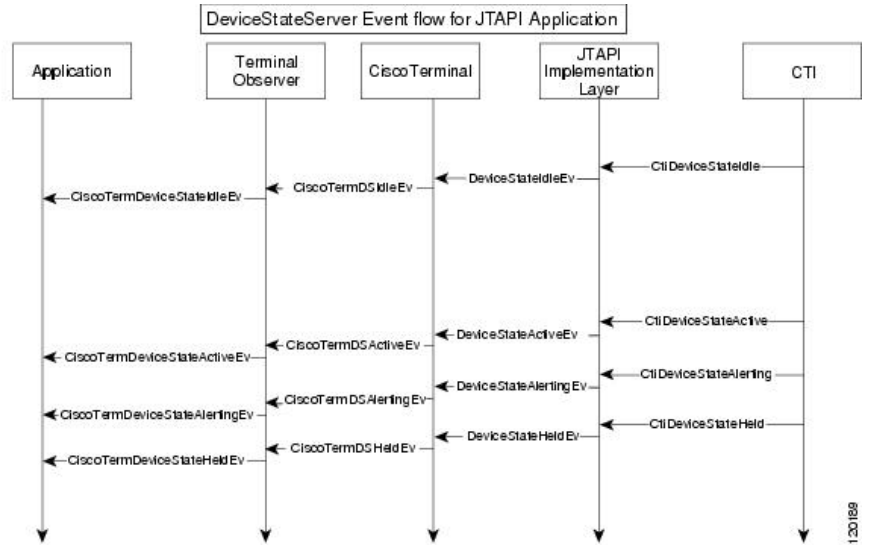 DeviceStateServer Event flow for JTAPI Application
Application
Terminal
Observer
CiscoTerminal
JTAPI
Implementation
Layer
CTI
CtiDeviceStateIdle
DeviceStateIdleEv
CiscoTermDSIdleEv
CiscoTermDeviceStateIdleEv
CtiDeviceStateActive
DeviceStateActiveEv
CiscoTermDSActiveEv
CiscoTermDeviceStateActiveEv
CtiDeviceStateAlerting
DeviceStateAlertingEv
CiscoTermDSAlertingEv
CiscoTermDeviceStateAlertingEv
CtiDeviceStateHeld
DeviceStateHeldEv
CiscoTermDSHeldEv
CiscoTermDeviceStateHeldEv
120189